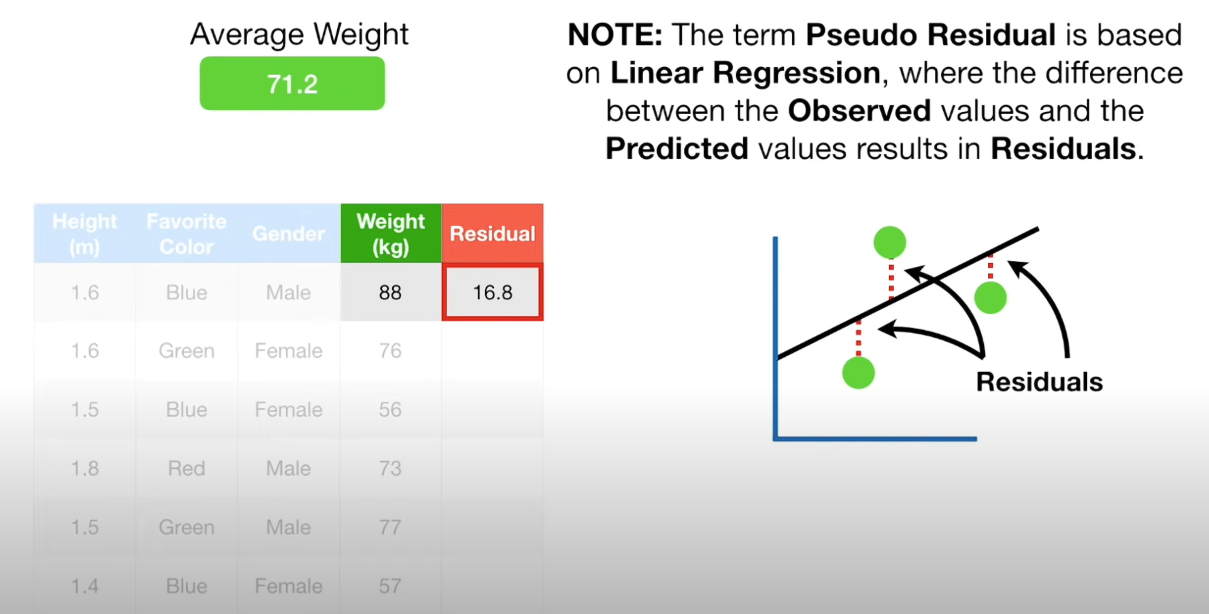 Average Weight
71.2
NOTE: The term Pseudo Residual is based
on Linear Regression, where the difference
between the Observed values and the
Predicted values results in Residuals.
Height (m) Favorite Color Gender Weight (kg) Residual
1.6 Blue Male 88 16.8
1.6 Green Female 76
1.5 Blue Female 56
1.8 Red Male 73
1.5 Green Male 77
1.4 Blue Female 57
Residuals